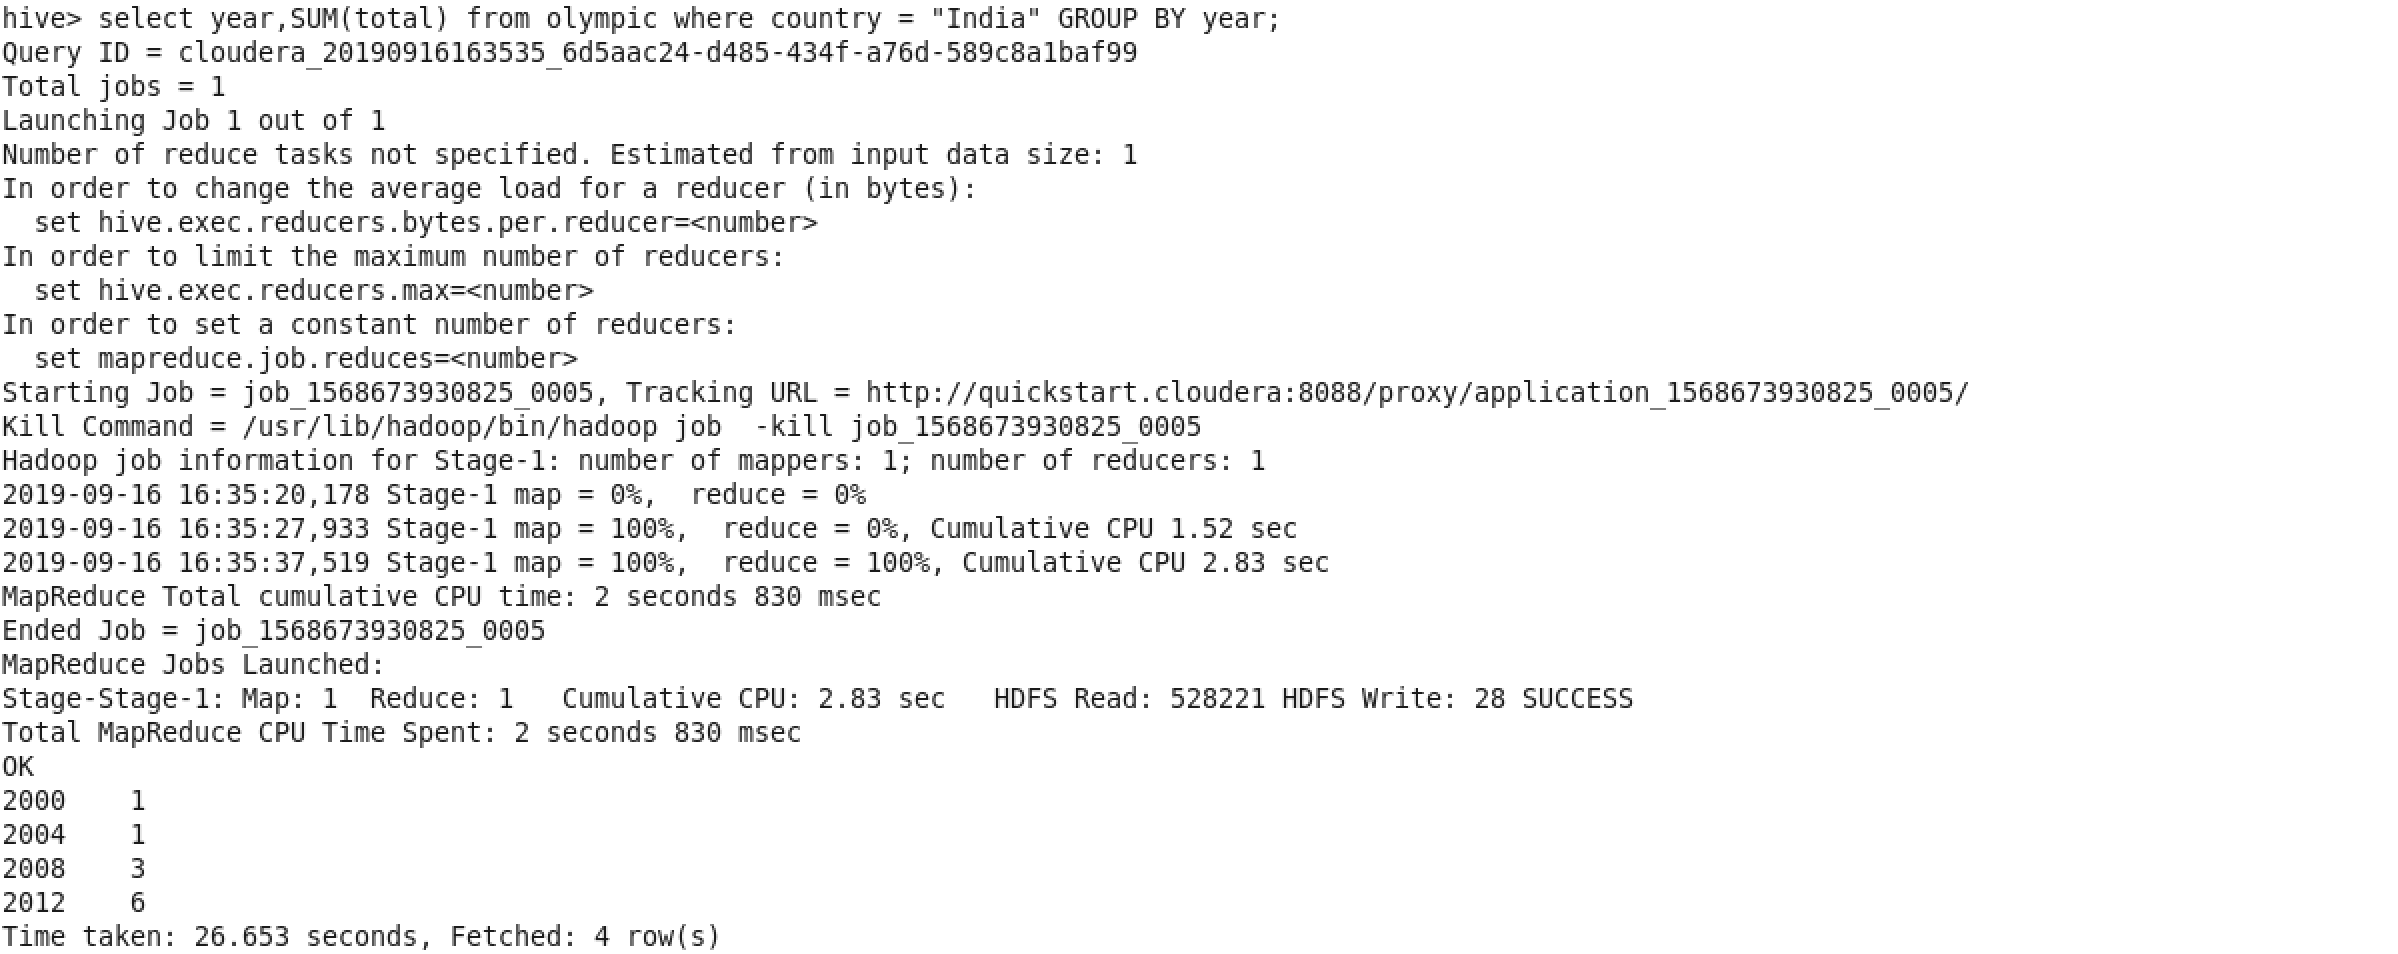 hive> select year,SUM(total) from olympic where country = "India" GROUP BY year;
Query ID = cloudera_20190916163535_6d5aac24-d485-434f-a76d-589c8a1baf99
Total jobs = 1
Launching Job 1 out of 1
Number of reduce tasks not specified. Estimated from input data size: 1
In order to change the average load for a reducer (in bytes):
  set hive.exec.reducers.bytes.per.reducer=<number>
In order to limit the maximum number of reducers:
  set hive.exec.reducers.max=<number>
In order to set a constant number of reducers:
  set mapreduce.job.reduces=<number>
Starting Job = job_1568673930825_0005, Tracking URL = http://quickstart.cloudera:8088/proxy/application_1568673930825_0005/
Kill Command = /usr/lib/hadoop/bin/hadoop job  -kill job_1568673930825_0005
Hadoop job information for Stage-1: number of mappers: 1; number of reducers: 1
2019-09-16 16:35:20,178 Stage-1 map = 0%,  reduce = 0%
2019-09-16 16:35:27,933 Stage-1 map = 100%,  reduce = 0%, Cumulative CPU 1.52 sec
2019-09-16 16:35:37,519 Stage-1 map = 100%,  reduce = 100%, Cumulative CPU 2.83 sec
MapReduce Total cumulative CPU time: 2 seconds 830 msec
Ended Job = job_1568673930825_0005
MapReduce Jobs Launched:
Stage-Stage-1: Map: 1  Reduce: 1   Cumulative CPU: 2.83 sec   HDFS Read: 528221 HDFS Write: 28 SUCCESS
Total MapReduce CPU Time Spent: 2 seconds 830 msec
OK
2000    1
2004    1
2008    3
2012    6
Time taken: 26.653 seconds, Fetched: 4 row(s)